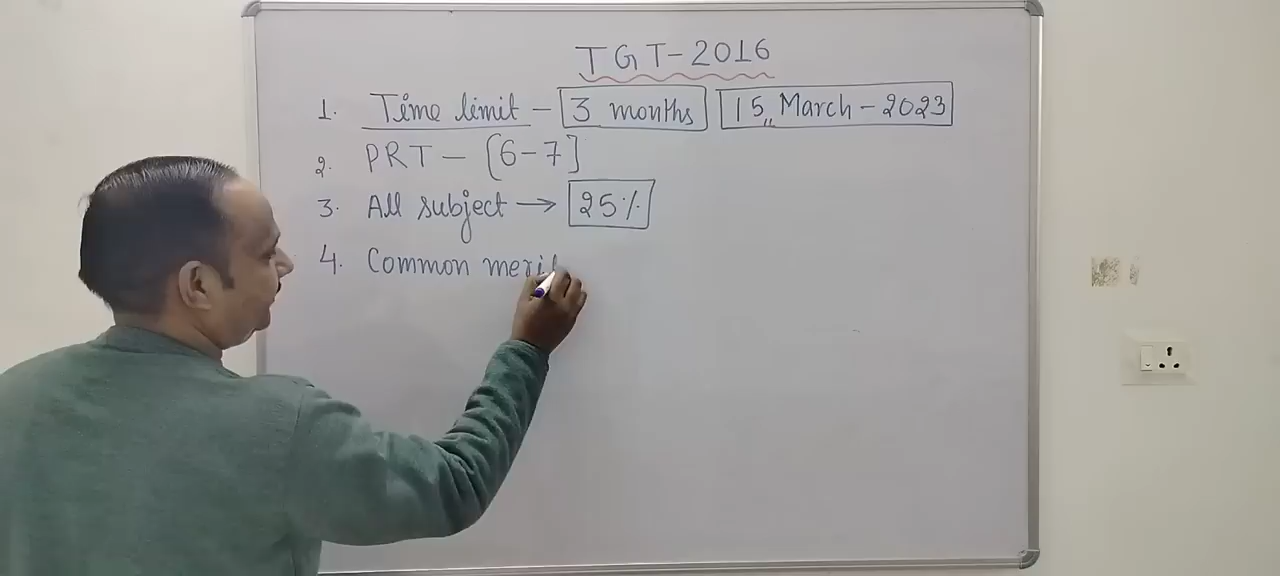 TGT-2016
1. Time limit - 3 months 15,, March - 2023
2. PRT - [6-7]
3. All subject → 25%
4. Common merit